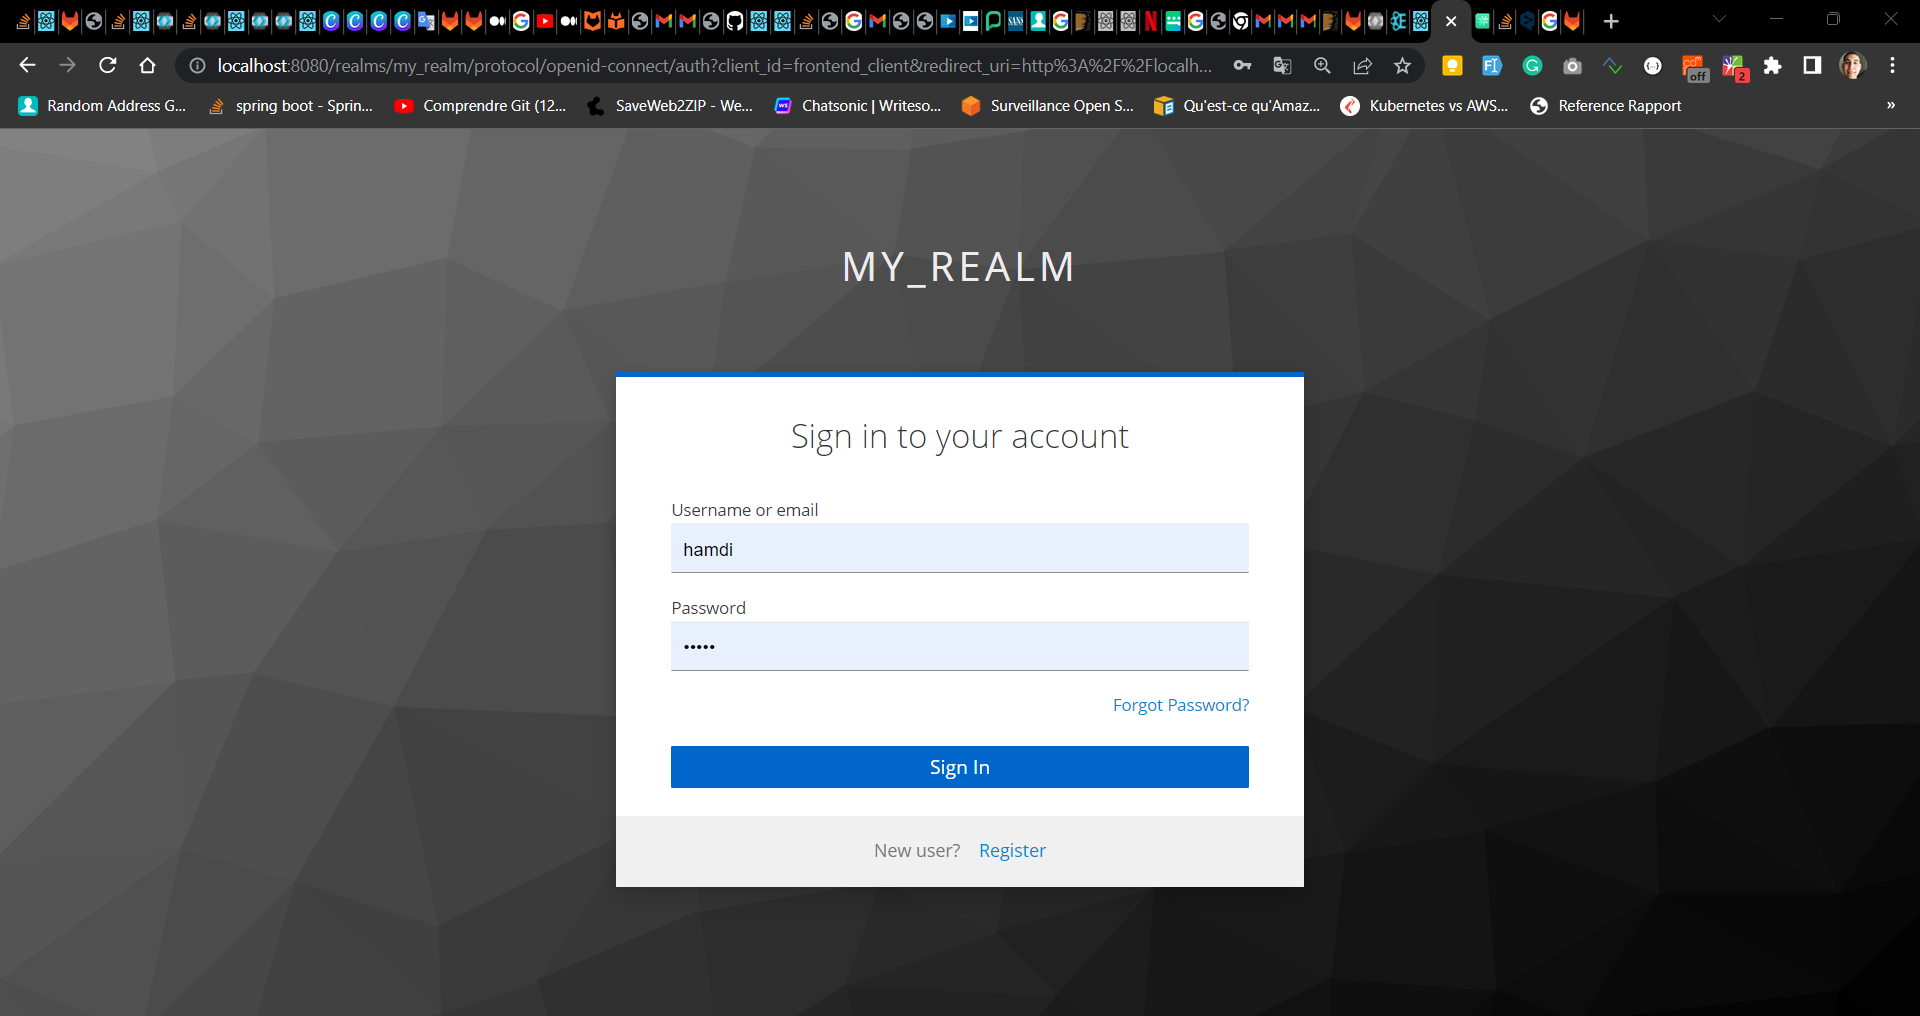 localhost:8080/realms/my_realm/protocol/openid-connect/auth?client_id=frontend_client&redirect_uri=http%3A%2F%2Flocalh...
off
2
Random Address G...
spring boot - Sprin...
Comprendre Git (12...
SaveWeb2ZIP - We...
Chatsonic | Writeso...
Surveillance Open S...
Qu'est-ce qu'Amaz...
Kubernetes vs AWS...
Reference Rapport
»
MY_REALM
Sign in to your account
Username or email
hamdi
Password
•••••
Forgot Password?
Sign In
New user? Register